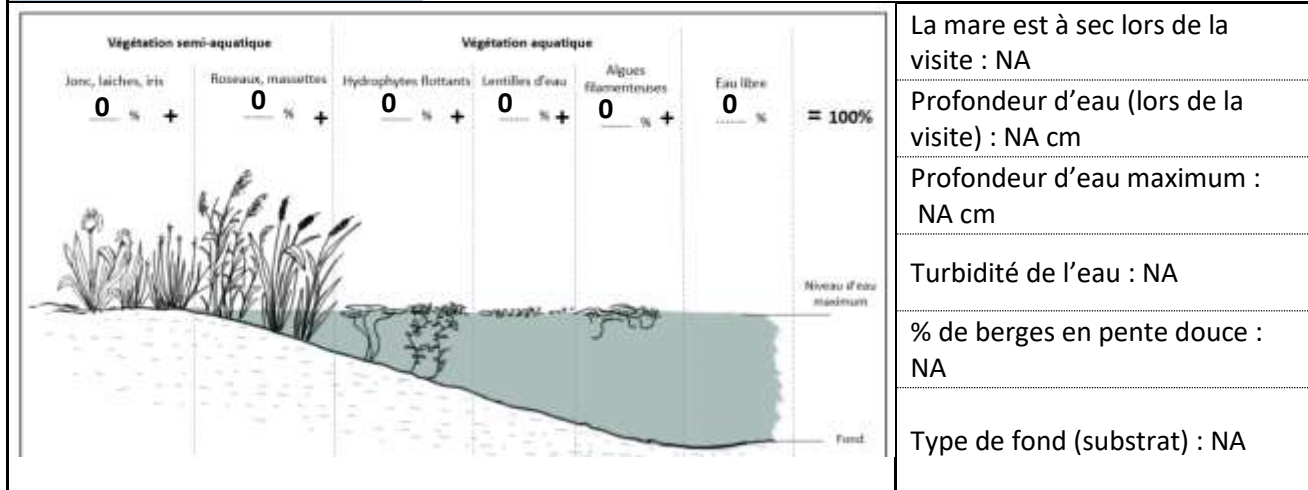 Végétation semi-aquatique
Végétation aquatique
Jonc, laiches, iris
0 % +
Roseaux, massettes
0 % +
Hydrophytes flottants
0 % +
Lentilles d'eau
0 % +
Algues
filamenteuses
0 % +
Eau libre
0 %
= 100%
Niveau d'eau
maximum
Fond
La mare est à sec lors de la
visite : NA
Profondeur d'eau (lors de la
visite) : NA cm
Profondeur d'eau maximum :
NA cm
Turbidité de l'eau : NA
% de berges en pente douce :
NA
Type de fond (substrat) : NA